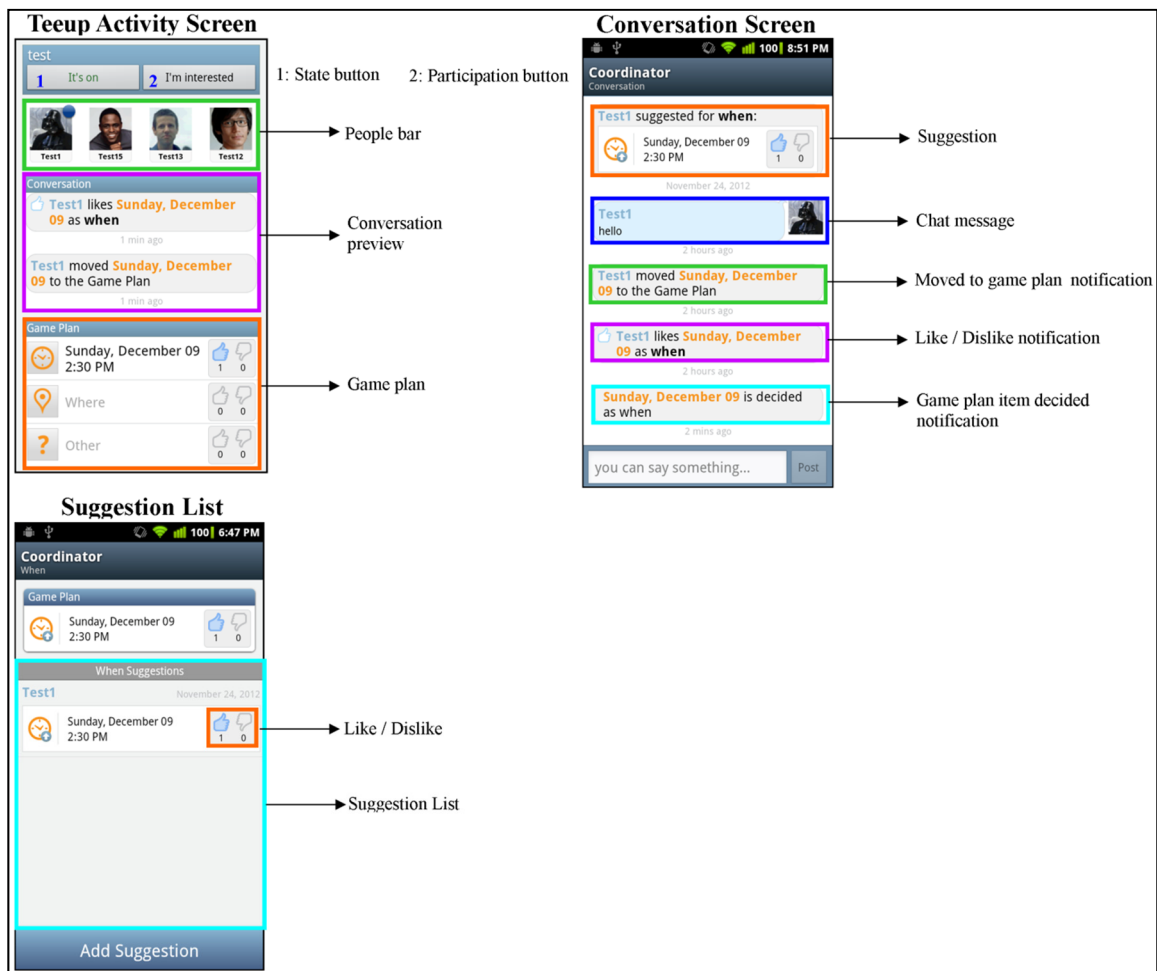 Teeup Activity Screen
test
1 It's on
2 I'm interested
1: State button
2: Participation button
Test1
Test15
Test13
Test12
People bar
Conversation
Test1 likes Sunday, December
09 as when
1 min ago
Test1 moved Sunday, December
09 to the Game Plan
1 min ago
Conversation
preview
Game Plan
Sunday, December 09
2:30 PM
1 0
Where
0 0
Other
0 0
Game plan
Conversation Screen
100 8:51 PM
Coordinator
Conversation
Test1 suggested for when:
Sunday, December 09
2:30 PM
1 0
November 24, 2012
Suggestion
Test1
hello
2 hours ago
Chat message
Test1 moved Sunday, December
09 to the Game Plan
2 hours ago
Moved to game plan notification
Test1 likes Sunday, December
09 as when
2 hours ago
Like / Dislike notification
Sunday, December 09 is decided
as when
2 mins ago
Game plan item decided
notification
you can say something...
Post
Suggestion List
100 6:47 PM
Coordinator
When
Game Plan
Sunday, December 09
2:30 PM
1 0
When Suggestions
Test1
November 24, 2012
Sunday, December 09
2:30 PM
1 0
Like / Dislike
Suggestion List
Add Suggestion